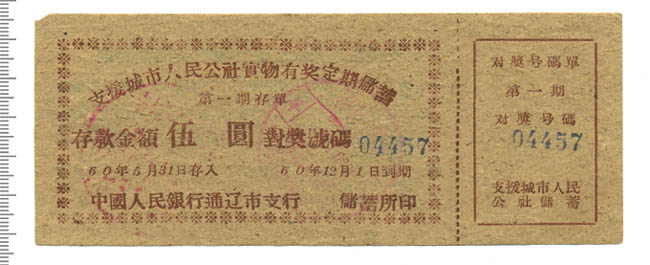 支援城市人民公社實物有奖定期儲蓄
第一期存單
存款金額 伍圓 對獎號碼 04457
60年5月31日存入 60年12月1日到期
中國人民銀行通辽市支行 儲蓄所印
对獎号碼單
第一期
对獎号碼
04457
支援城市人民
公社儲蓄